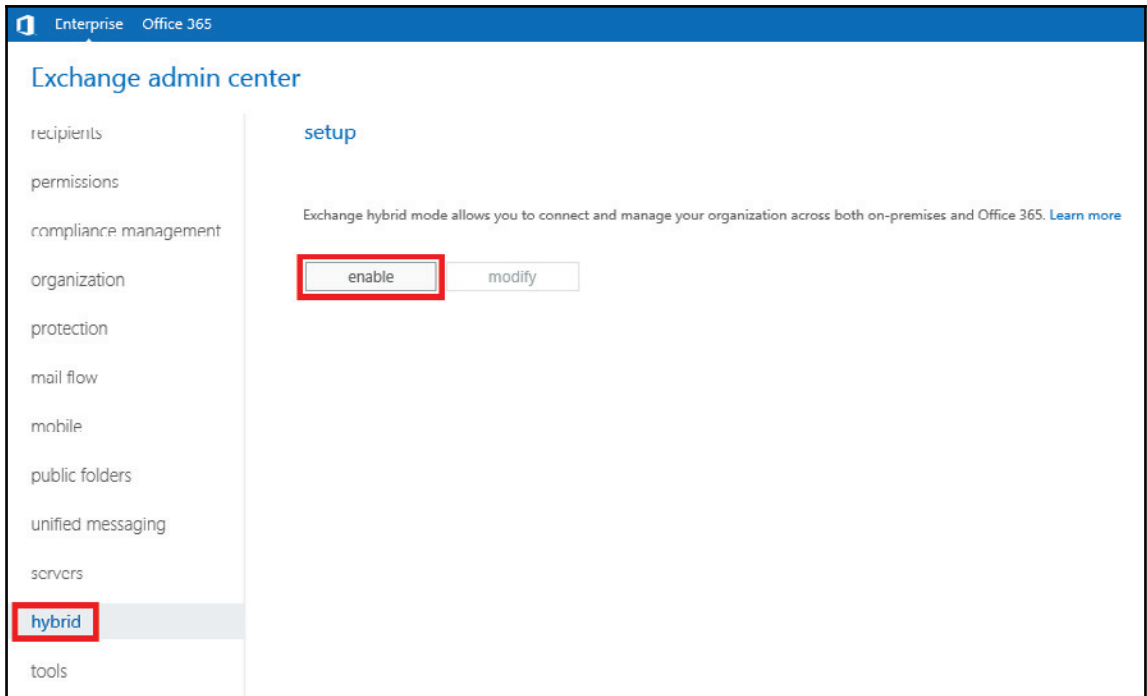 Enterprise Office 365
Exchange admin center
recipients
permissions
compliance management
organization
protection
mail flow
mobile
public folders
unified messaging
servers
hybrid
tools
setup
Exchange hybrid mode allows you to connect and manage your organization across both on-premises and Office 365. Learn more
enable modify